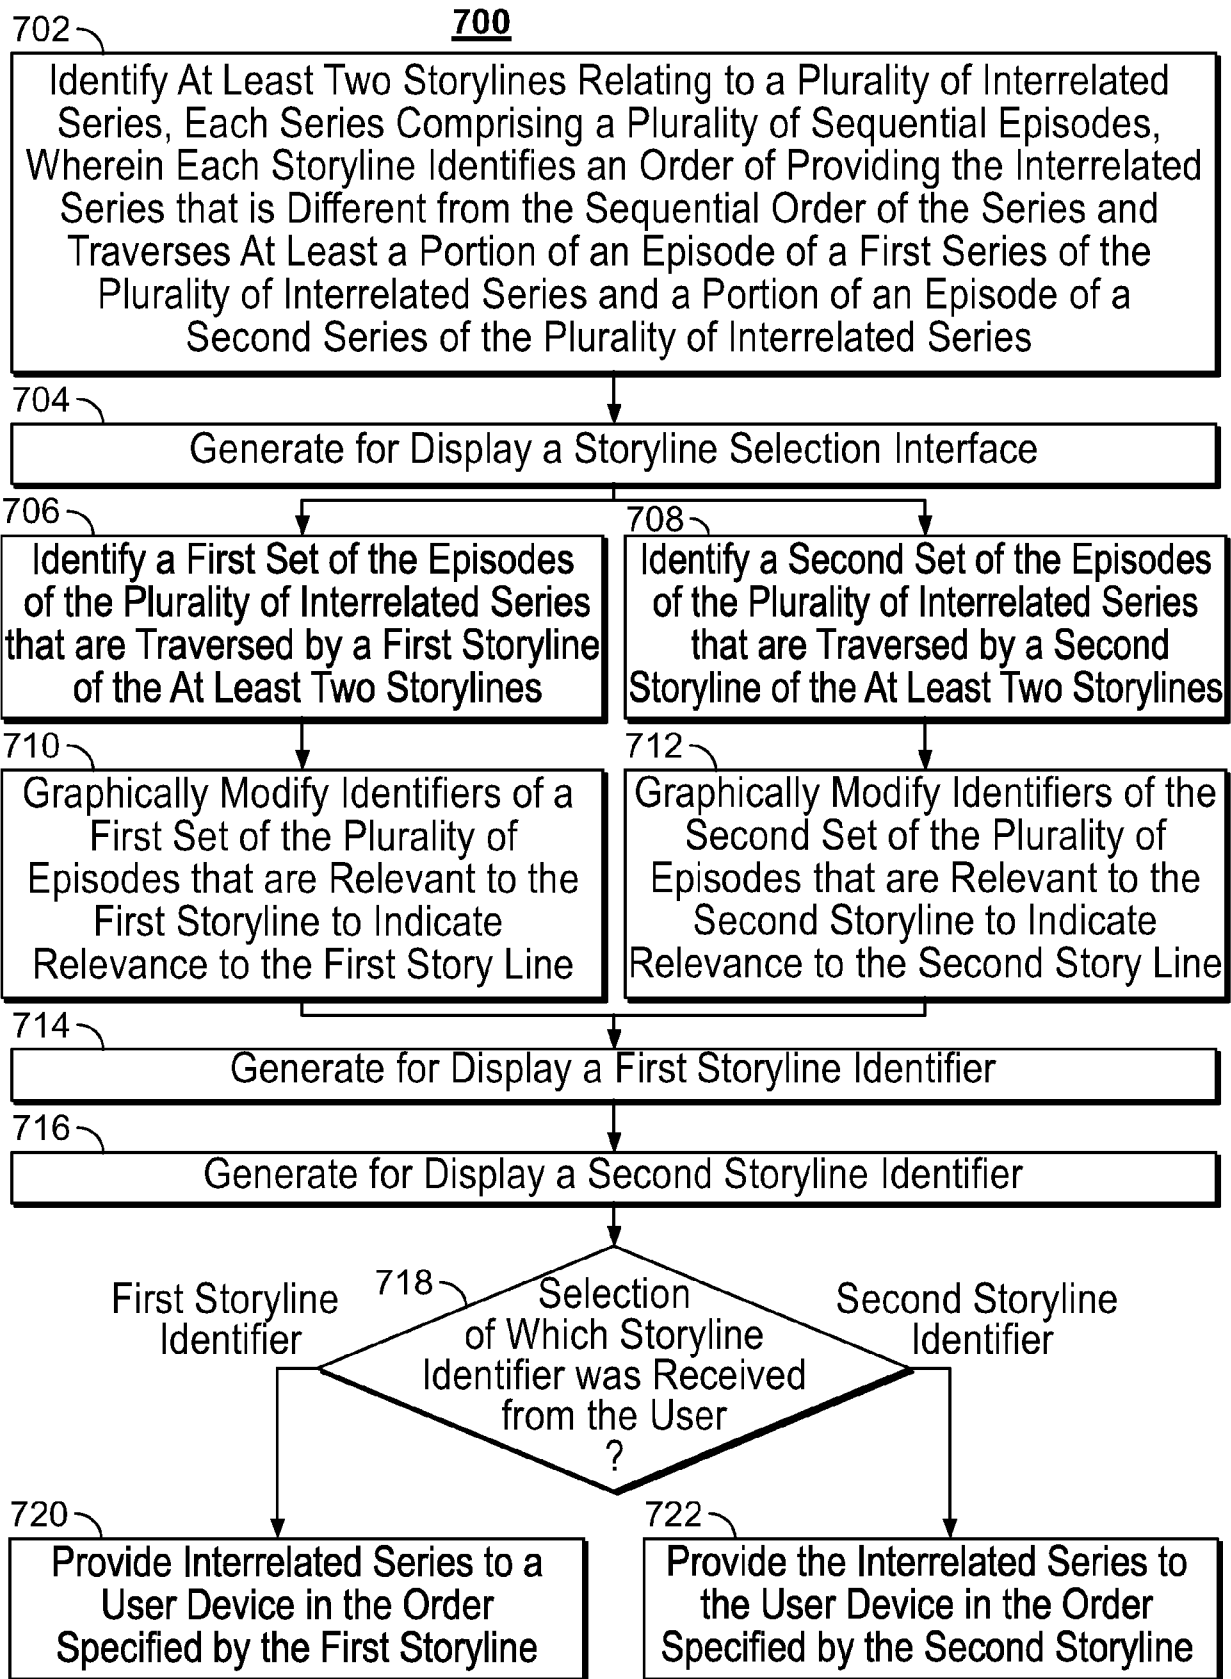 700
702
Identify At Least Two Storylines Relating to a Plurality of Interrelated
Series, Each Series Comprising a Plurality of Sequential Episodes,
Wherein Each Storyline Identifies an Order of Providing the Interrelated
Series that is Different from the Sequential Order of the Series and
Traverses At Least a Portion of an Episode of a First Series of the
Plurality of Interrelated Series and a Portion of an Episode of a
Second Series of the Plurality of Interrelated Series
704
Generate for Display a Storyline Selection Interface
706
Identify a First Set of the Episodes
of the Plurality of Interrelated Series
that are Traversed by a First Storyline
of the At Least Two Storylines
708
Identify a Second Set of the Episodes
of the Plurality of Interrelated Series
that are Traversed by a Second
Storyline of the At Least Two Storylines
710
Graphically Modify Identifiers of a
First Set of the Plurality of
Episodes that are Relevant to the
First Storyline to Indicate
Relevance to the First Story Line
712
Graphically Modify Identifiers of the
Second Set of the Plurality of
Episodes that are Relevant to the
Second Storyline to Indicate
Relevance to the Second Story Line
714
Generate for Display a First Storyline Identifier
716
Generate for Display a Second Storyline Identifier
718
Selection
of Which Storyline
Identifier was Received
from the User
?
First Storyline
Identifier
Second Storyline
Identifier
720
Provide Interrelated Series to a
User Device in the Order
Specified by the First Storyline
722
Provide the Interrelated Series to
the User Device in the Order
Specified by the Second Storyline